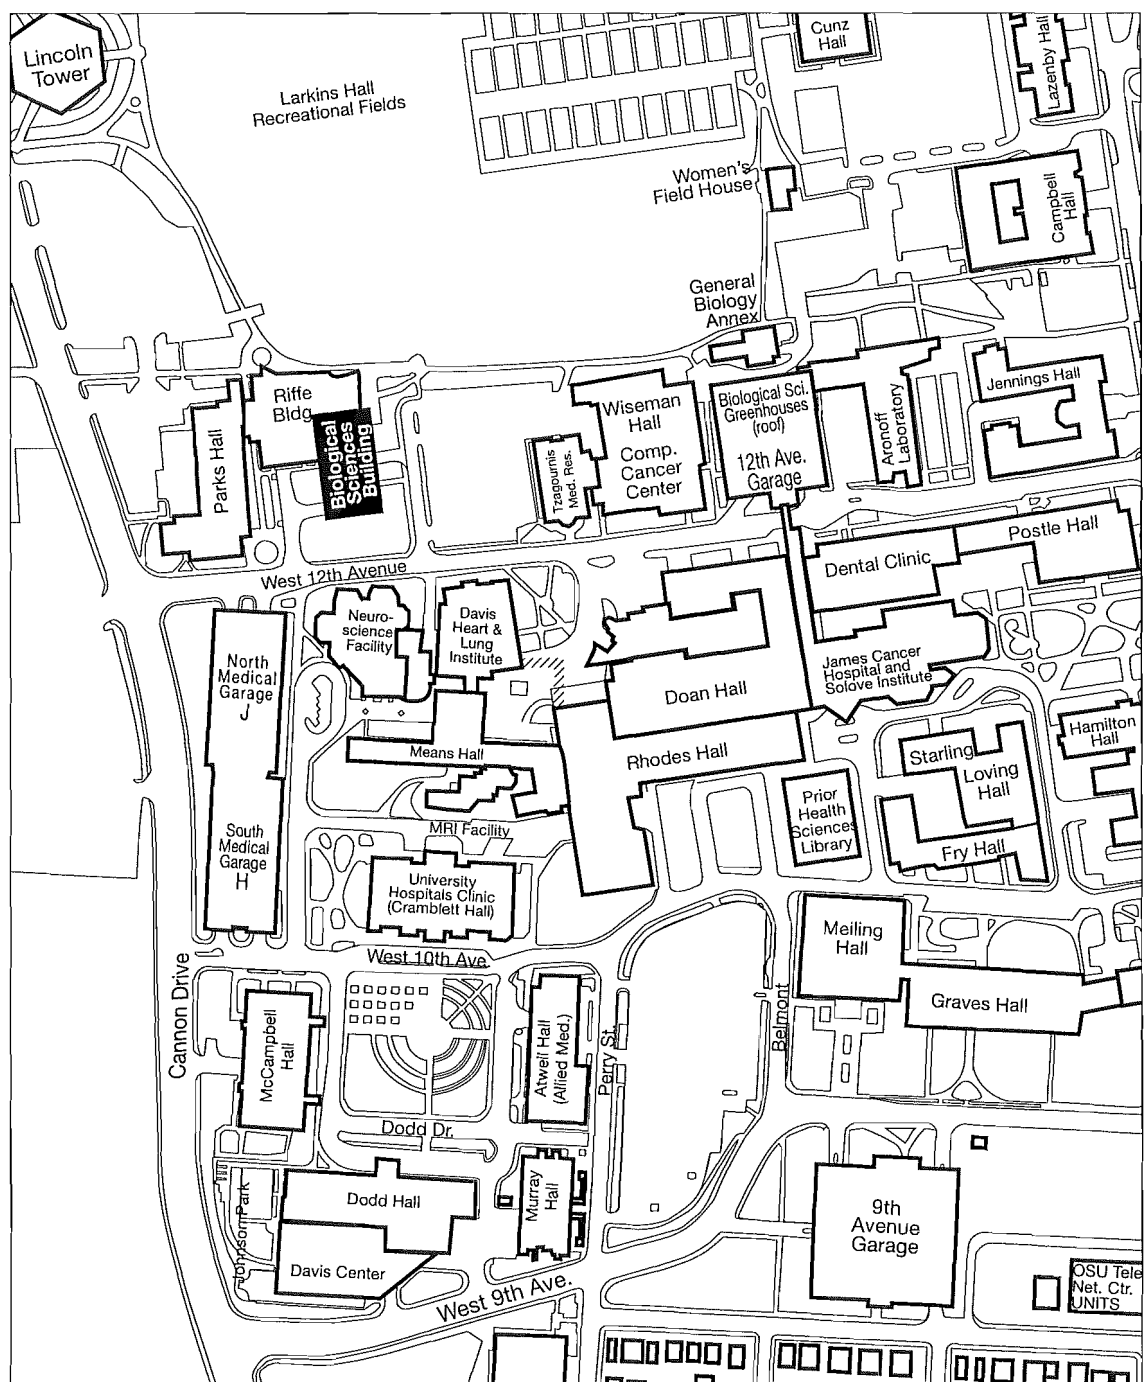 Lincoln
Tower
Larkins Hall
Recreational Fields
Cunz
Hall
Lazenby Hall
Women's
Field House
Campbell
Hall
General
Biology
Annex
Riffe
Bldg.
Parks Hall
Biological
Sciences
Building
Wiseman
Hall
Comp.
Cancer
Center
Tzagournis
Med. Res.
Biological Sci.
Greenhouses
(roof)
12th Ave.
Garage
Aronoff
Laboratory
Jennings Hall
Postle Hall
Dental Clinic
West 12th Avenue
Neuro-
science
Facility
Davis
Heart &
Lung
Institute
North
Medical
Garage
J
James Cancer
Hospital and
Solove Institute
Doan Hall
Rhodes Hall
Means Hall
Starling
Loving
Hall
Hamilton
Hall
Prior
Health
Sciences
Library
MRI Facility
South
Medical
Garage
H
Fry Hall
University
Hospitals Clinic
(Cramblett Hall)
Meiling
Hall
West 10th Ave.
Cannon Drive
Graves Hall
Belmont
McCampbell
Hall
Atwell Hall
(Allied Med.)
Perry St.
Dodd Dr.
Dodd Hall
Murray
Hall
Johnson Park
Davis Center
9th
Avenue
Garage
West 9th Ave.
OSU Tele
Net. Ctr.
UNITS